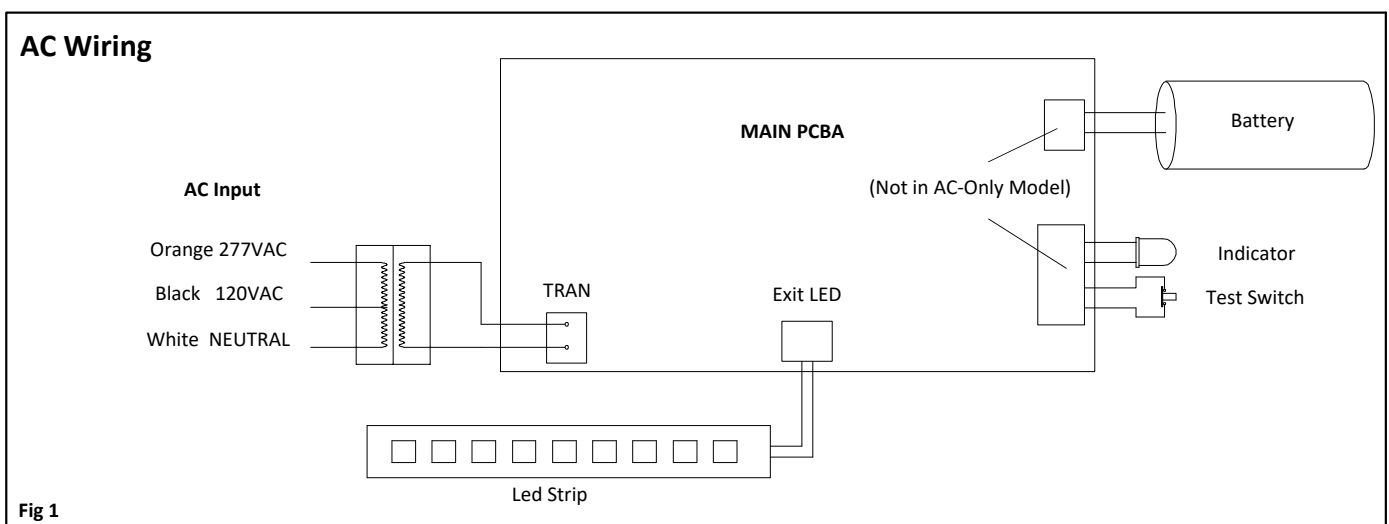 AC Wiring
MAIN PCBA
Battery
(Not in AC-Only Model)
AC Input
Orange 277VAC
Black 120VAC
White NEUTRAL
TRAN
Exit LED
Indicator
Test Switch
Led Strip
Fig 1